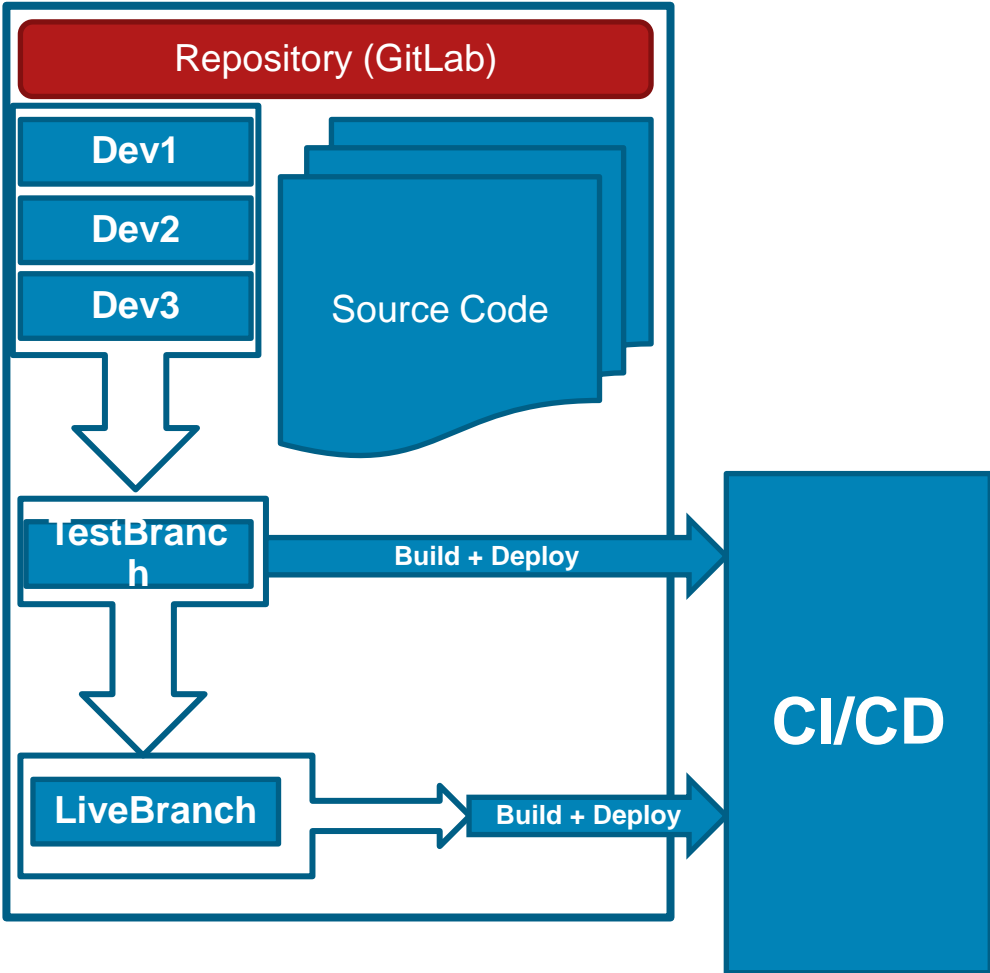 Repository (GitLab)
Dev1
Dev2
Dev3
Source Code
TestBranc
h
Build + Deploy
CI/CD
LiveBranch
Build + Deploy